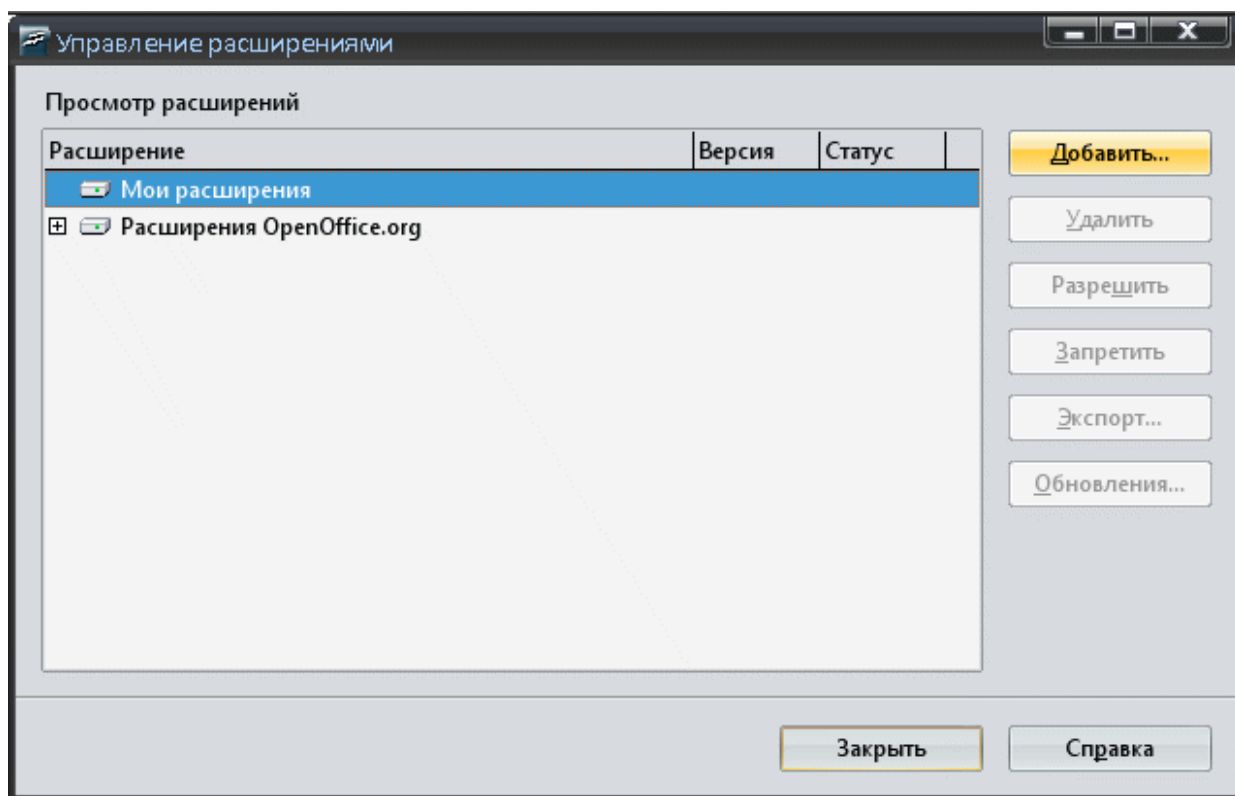 Управление расширениями
Просмотр расширений
Расширение Версия Статус
Мои расширения
Расширения OpenOffice.org
Добавить...
Удалить
Разрешить
Запретить
Экспорт...
Обновления...
Закрыть Справка